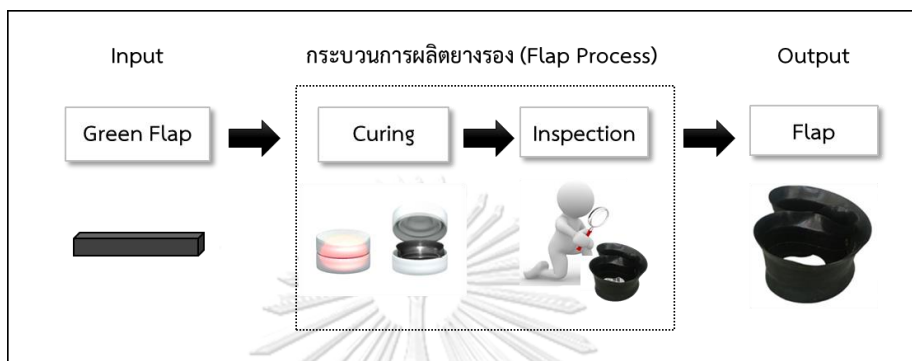 Input
กระบวนการผลิตยางรอง (Flap Process)
Output
Green Flap
Curing
Inspection
Flap